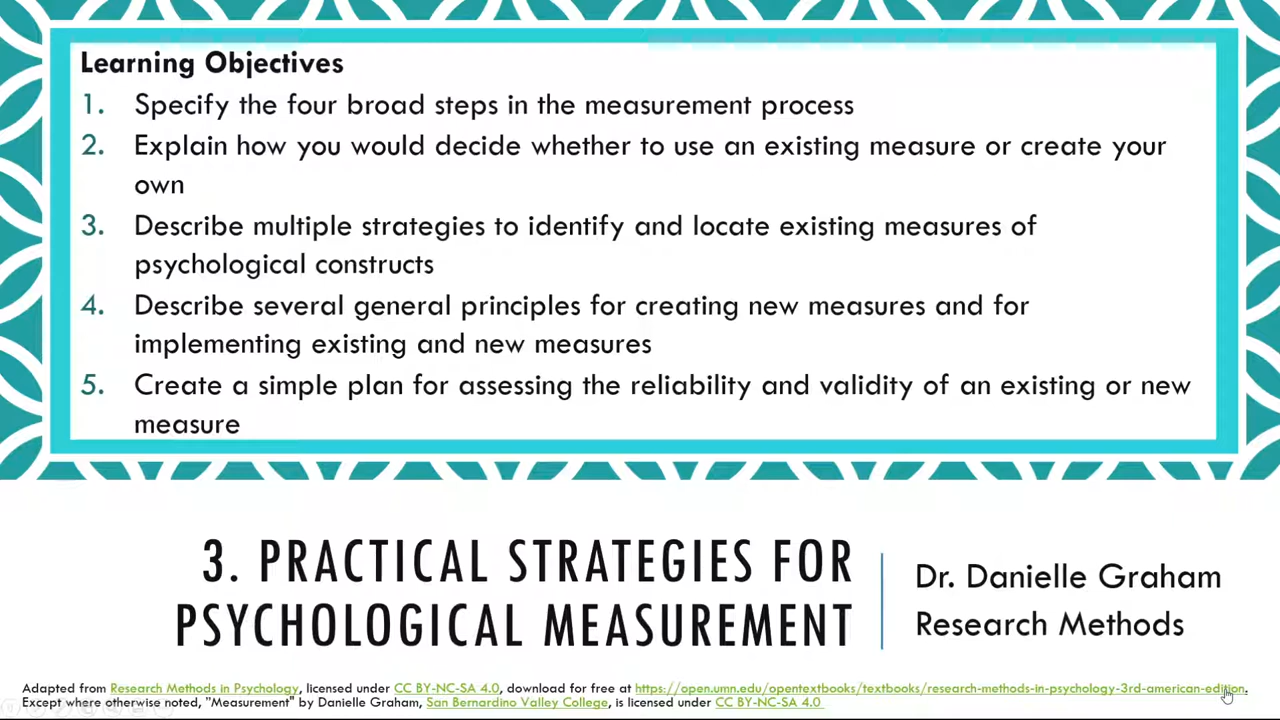 Learning Objectives
1. Specify the four broad steps in the measurement process
2. Explain how you would decide whether to use an existing measure or create your
own
3. Describe multiple strategies to identify and locate existing measures of
psychological constructs
4. Describe several general principles for creating new measures and for
implementing existing and new measures
5. Create a simple plan for assessing the reliability and validity of an existing or new
measure
3. PRACTICAL STRATEGIES FOR
PSYCHOLOGICAL MEASUREMENT
Dr. Danielle Graham
Research Methods
Adapted from Research Methods in Psychology, licensed under CC BY-NC-SA 4.0, download for free at https://open.umn.edu/opentextbooks/textbooks/research-methods-in-psychology-3rd-american-edition.
Except where otherwise noted, "Measurement" by Danielle Graham, San Bernardino Valley College, is licensed under CC BY-NC-SA 4.0